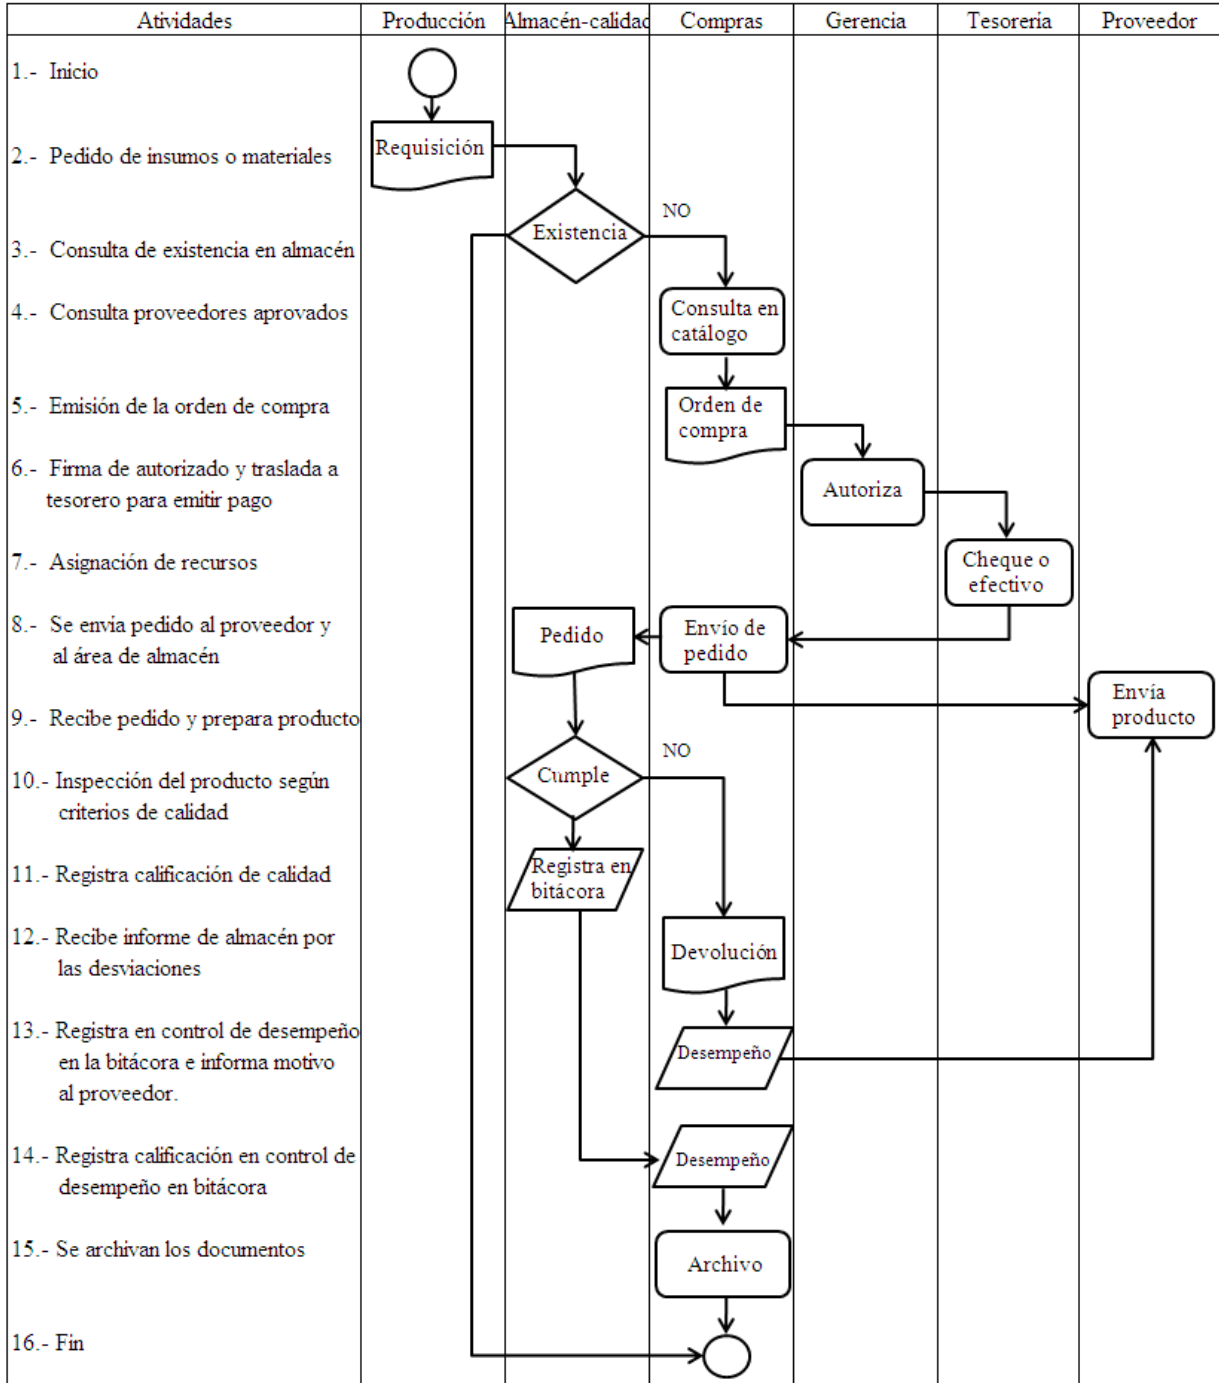 Atividades Producción Almacén-calidad Compras Gerencia Tesorería Proveedor
1.- Inicio
2.- Pedido de insumos o materiales
Requisición
3.- Consulta de existencia en almacén
Existencia
NO
4.- Consulta proveedores aprovados
Consulta en
catálogo
5.- Emisión de la orden de compra
Orden de
compra
6.- Firma de autorizado y traslada a
tesorero para emitir pago
Autoriza
7.- Asignación de recursos
Cheque o
efectivo
8.- Se envia pedido al proveedor y
al área de almacén
Pedido
Envío de
pedido
9.- Recibe pedido y prepara producto
Envía
producto
10.- Inspección del producto según
criterios de calidad
Cumple
NO
11.- Registra calificación de calidad
Registra en
bitácora
12.- Recibe informe de almacén por
las desviaciones
Devolución
13.- Registra en control de desempeño
en la bitácora e informa motivo
al proveedor.
Desempeño
14.- Registra calificación en control de
desempeño en bitácora
Desempeño
15.- Se archivan los documentos
Archivo
16.- Fin